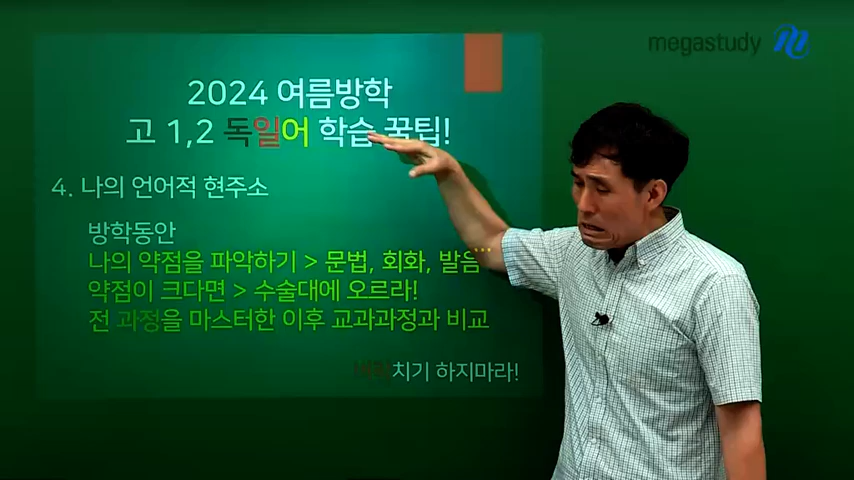 megastudy
2024 여름방학
고 1,2 독일어 학습 꿀팁!
4. 나의 언어적 현주소
방학동안
나의 약점을 파악하기 > 문법, 회화, 발음
약점이 크다면 > 수술대에 오르라!
전 과정을 마스터한 이후 교과과정과 비교
치기 하지마라!